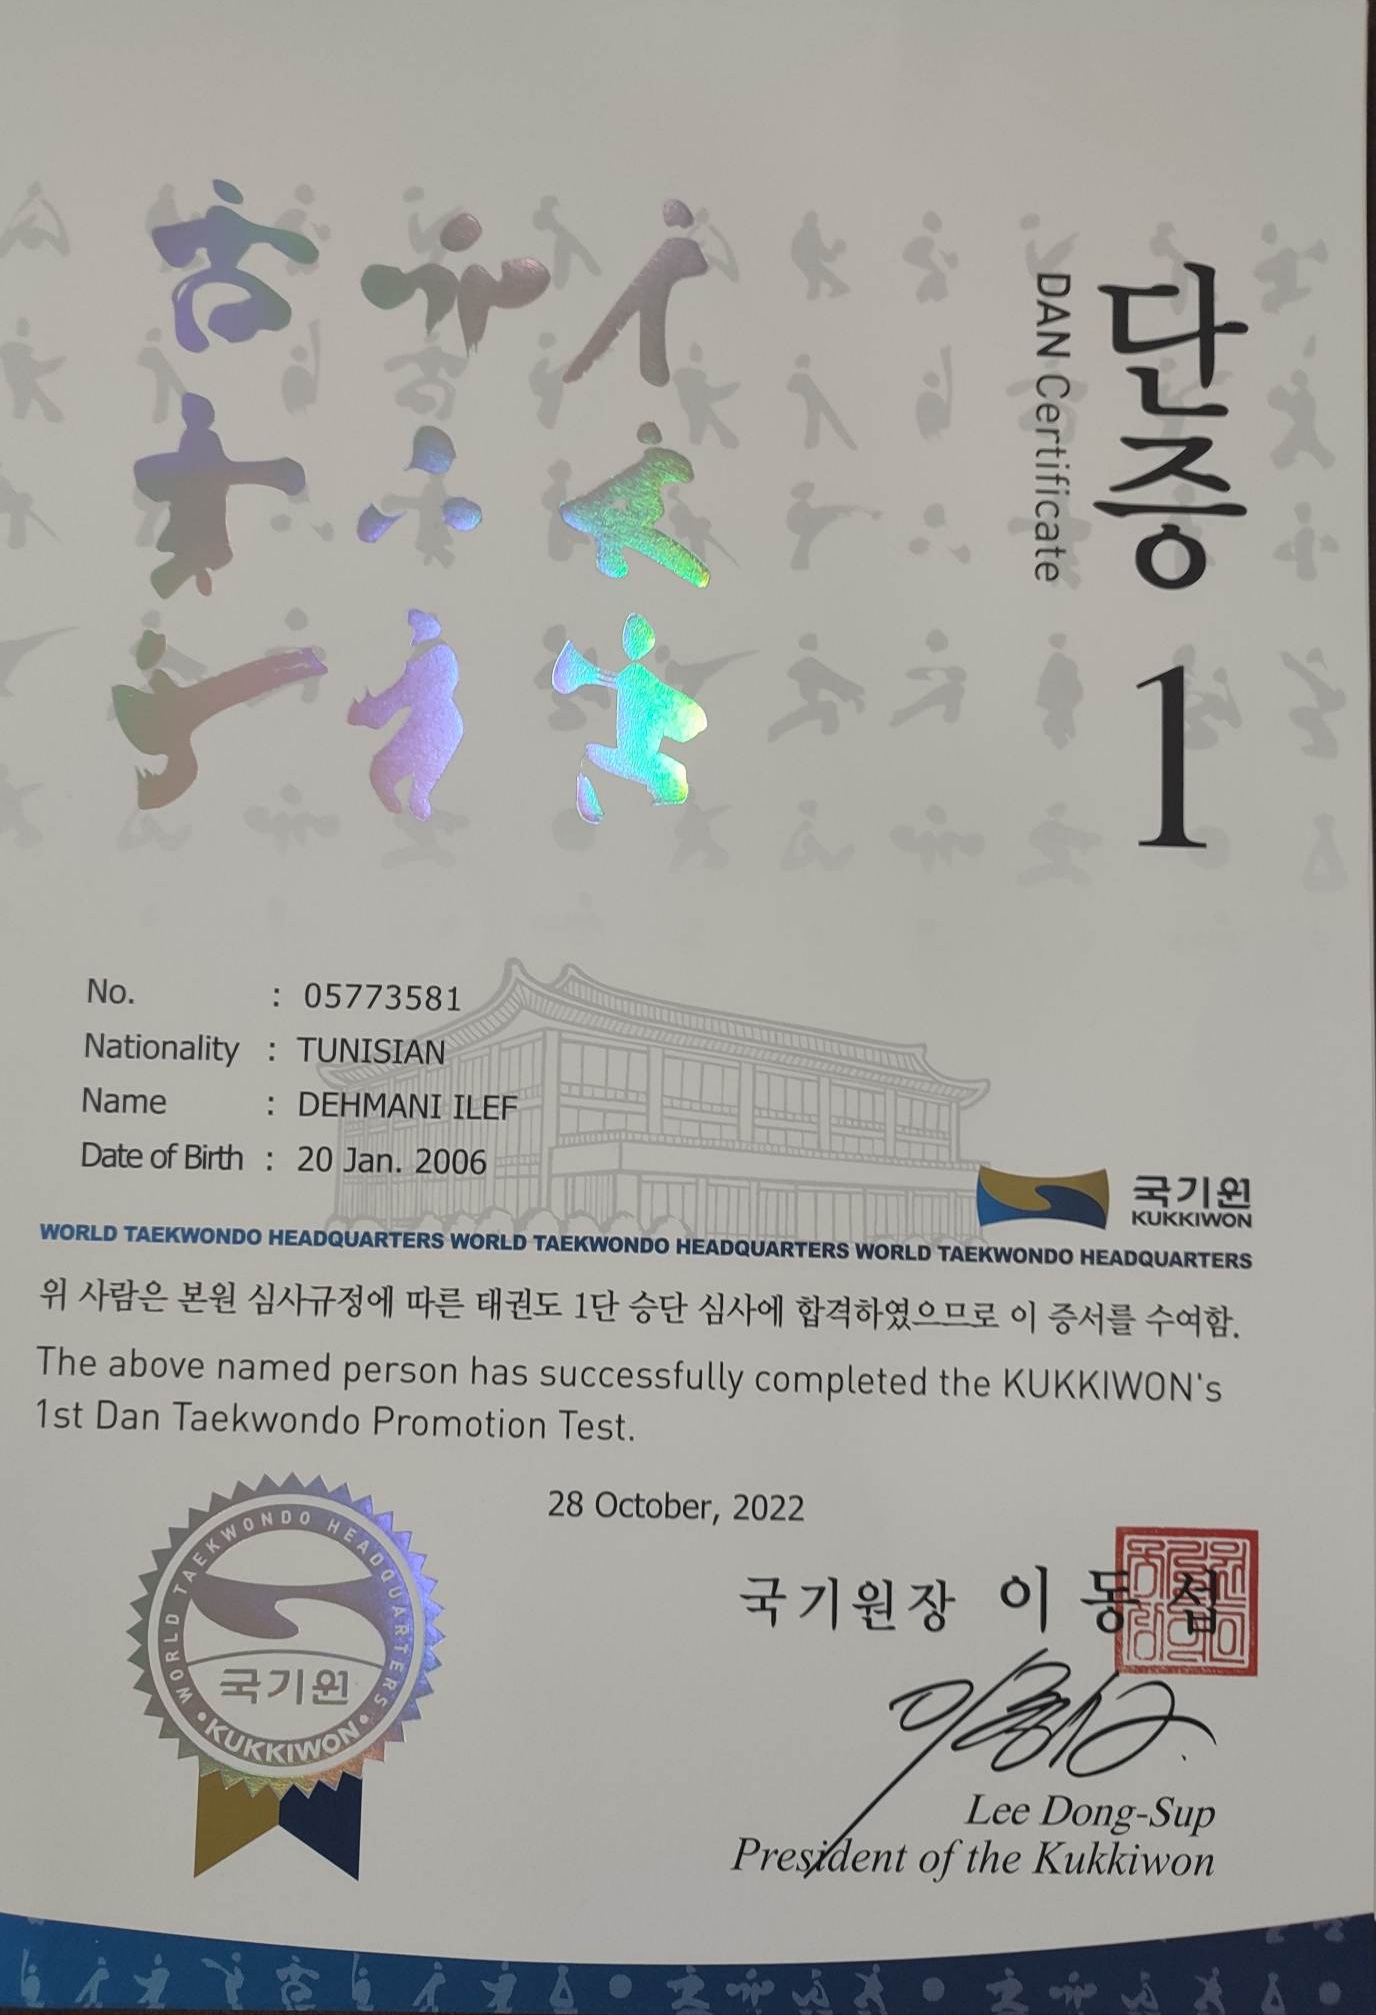 단증
DAN Certificate
1
No. : 05773581
Nationality : TUNISIAN
Name : DEHMANI ILEF
Date of Birth : 20 Jan. 2006
국기원
KUKKIWON
WORLD TAEKWONDO HEADQUARTERS WORLD TAEKWONDO HEADQUARTERS WORLD TAEKWONDO HEADQUARTERS
위 사람은 본원 심사규정에 따른 태권도 1단 승단 심사에 합격하였으므로 이 증서를 수여함.
The above named person has successfully completed the KUKKIWON's
1st Dan Taekwondo Promotion Test.
28 October, 2022
WORLD TAEKWONDO HEADQUARTERS
국기원
• KUKKIWON •
국기원장 이동섭
Lee Dong-Sup
President of the Kukkiwon